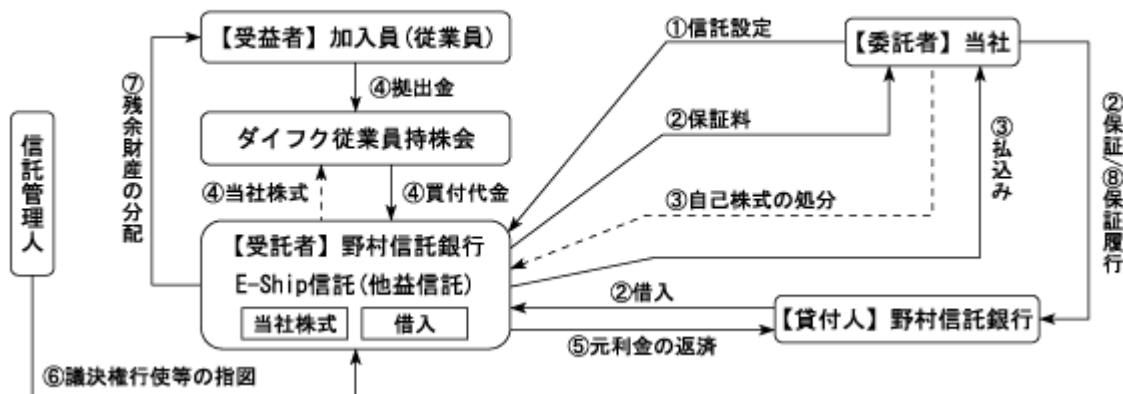 【受益者】加入員(従業員)
①信託設定
【委託者】当社
④拠出金
②保証料
⑦残余財産の分配
ダイフク従業員持株会
③払込み
②保証/⑧保証履行
信託管理人
④当社株式
④買付代金
③自己株式の処分
【受託者】野村信託銀行
E-Ship信託(他益信託)
当社株式
借入
②借入
【貸付人】野村信託銀行
⑤元利金の返済
⑥議決権行使等の指図